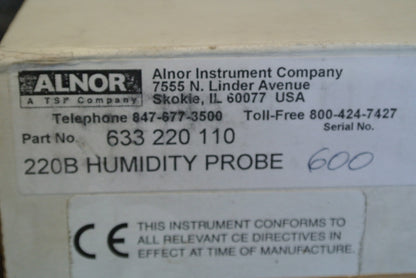 ALNOR
A TSI Company
Alnor Instrument Company
7555 N. Linder Avenue
Skokie, IL 60077 USA
Telephone 847-677-3500 Toll-Free 800-424-7427
Part No. 633 220 110 Serial No.
220B HUMIDITY PROBE 600
CE THIS INSTRUMENT CONFORMS TO
ALL RELEVANT CE DIRECTIVES IN
EFFECT AT TIME OF MANUFACTURE.